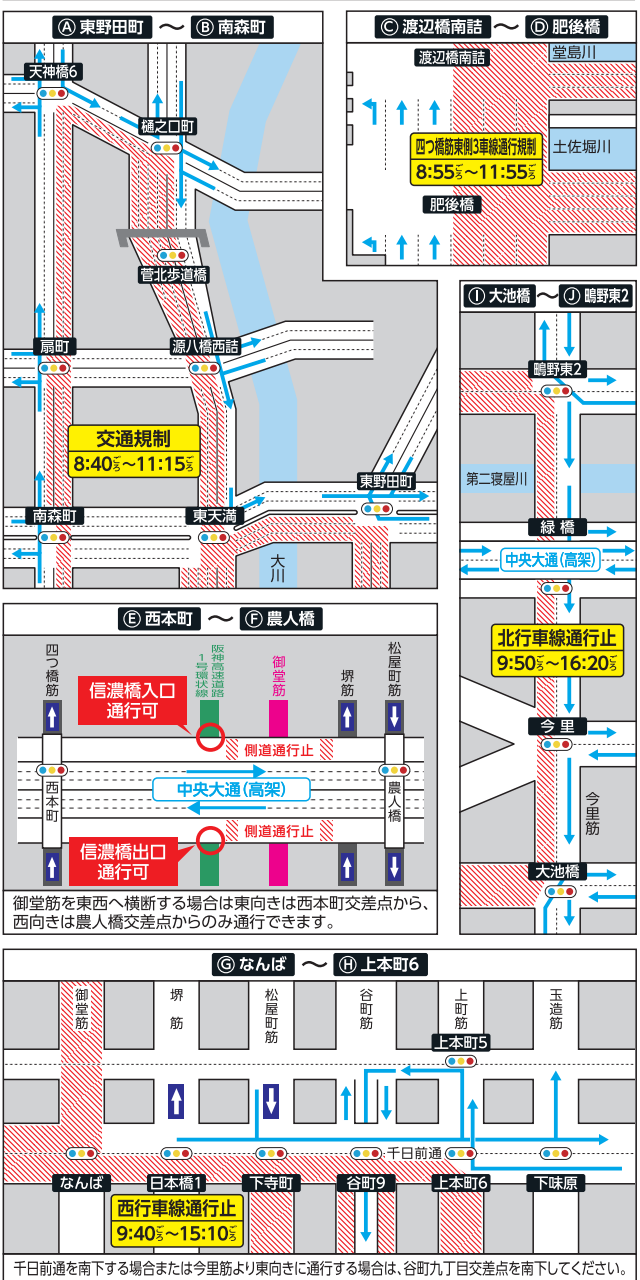 Ⓐ 東野田町 ～ Ⓑ 南森町
天神橋6
樋之口町
菅北歩道橋
扇町
源八橋西詰
交通規制
8:40ごろ～11:15ごろ
東野田町
南森町
東天満
大川
Ⓒ 渡辺橋南詰 ～ Ⓓ 肥後橋
渡辺橋南詰
堂島川
四つ橋筋東側3車線通行規制
8:55ごろ～11:55ごろ
土佐堀川
肥後橋
Ⓘ 大池橋～Ⓙ 鴫野東2
鴫野東2
第二寝屋川
緑橋
中央大通(高架)
北行車線通行止
9:50ごろ～16:20ごろ
今里
今里筋
大池橋
Ⓔ 西本町 ～ Ⓕ 農人橋
四つ橋筋
阪神高速道路
1号環状線
御堂筋
堺筋
松屋町筋
信濃橋入口
通行可
側道通行止
西本町
中央大通(高架)
農人橋
側道通行止
信濃橋出口
通行可
御堂筋を東西へ横断する場合は東向きは西本町交差点から、
西向きは農人橋交差点からのみ通行できます。
Ⓖ なんば ～ Ⓗ 上本町6
御堂筋
堺筋
松屋町筋
谷町筋
上町筋
玉造筋
上本町5
千日前通
なんば
日本橋1
下寺町
谷町9
上本町6
下味原
西行車線通行止
9:40ごろ～15:10ごろ
千日前通を南下する場合または今里筋より東向きに通行する場合は、谷町九丁目交差点を南下してください。